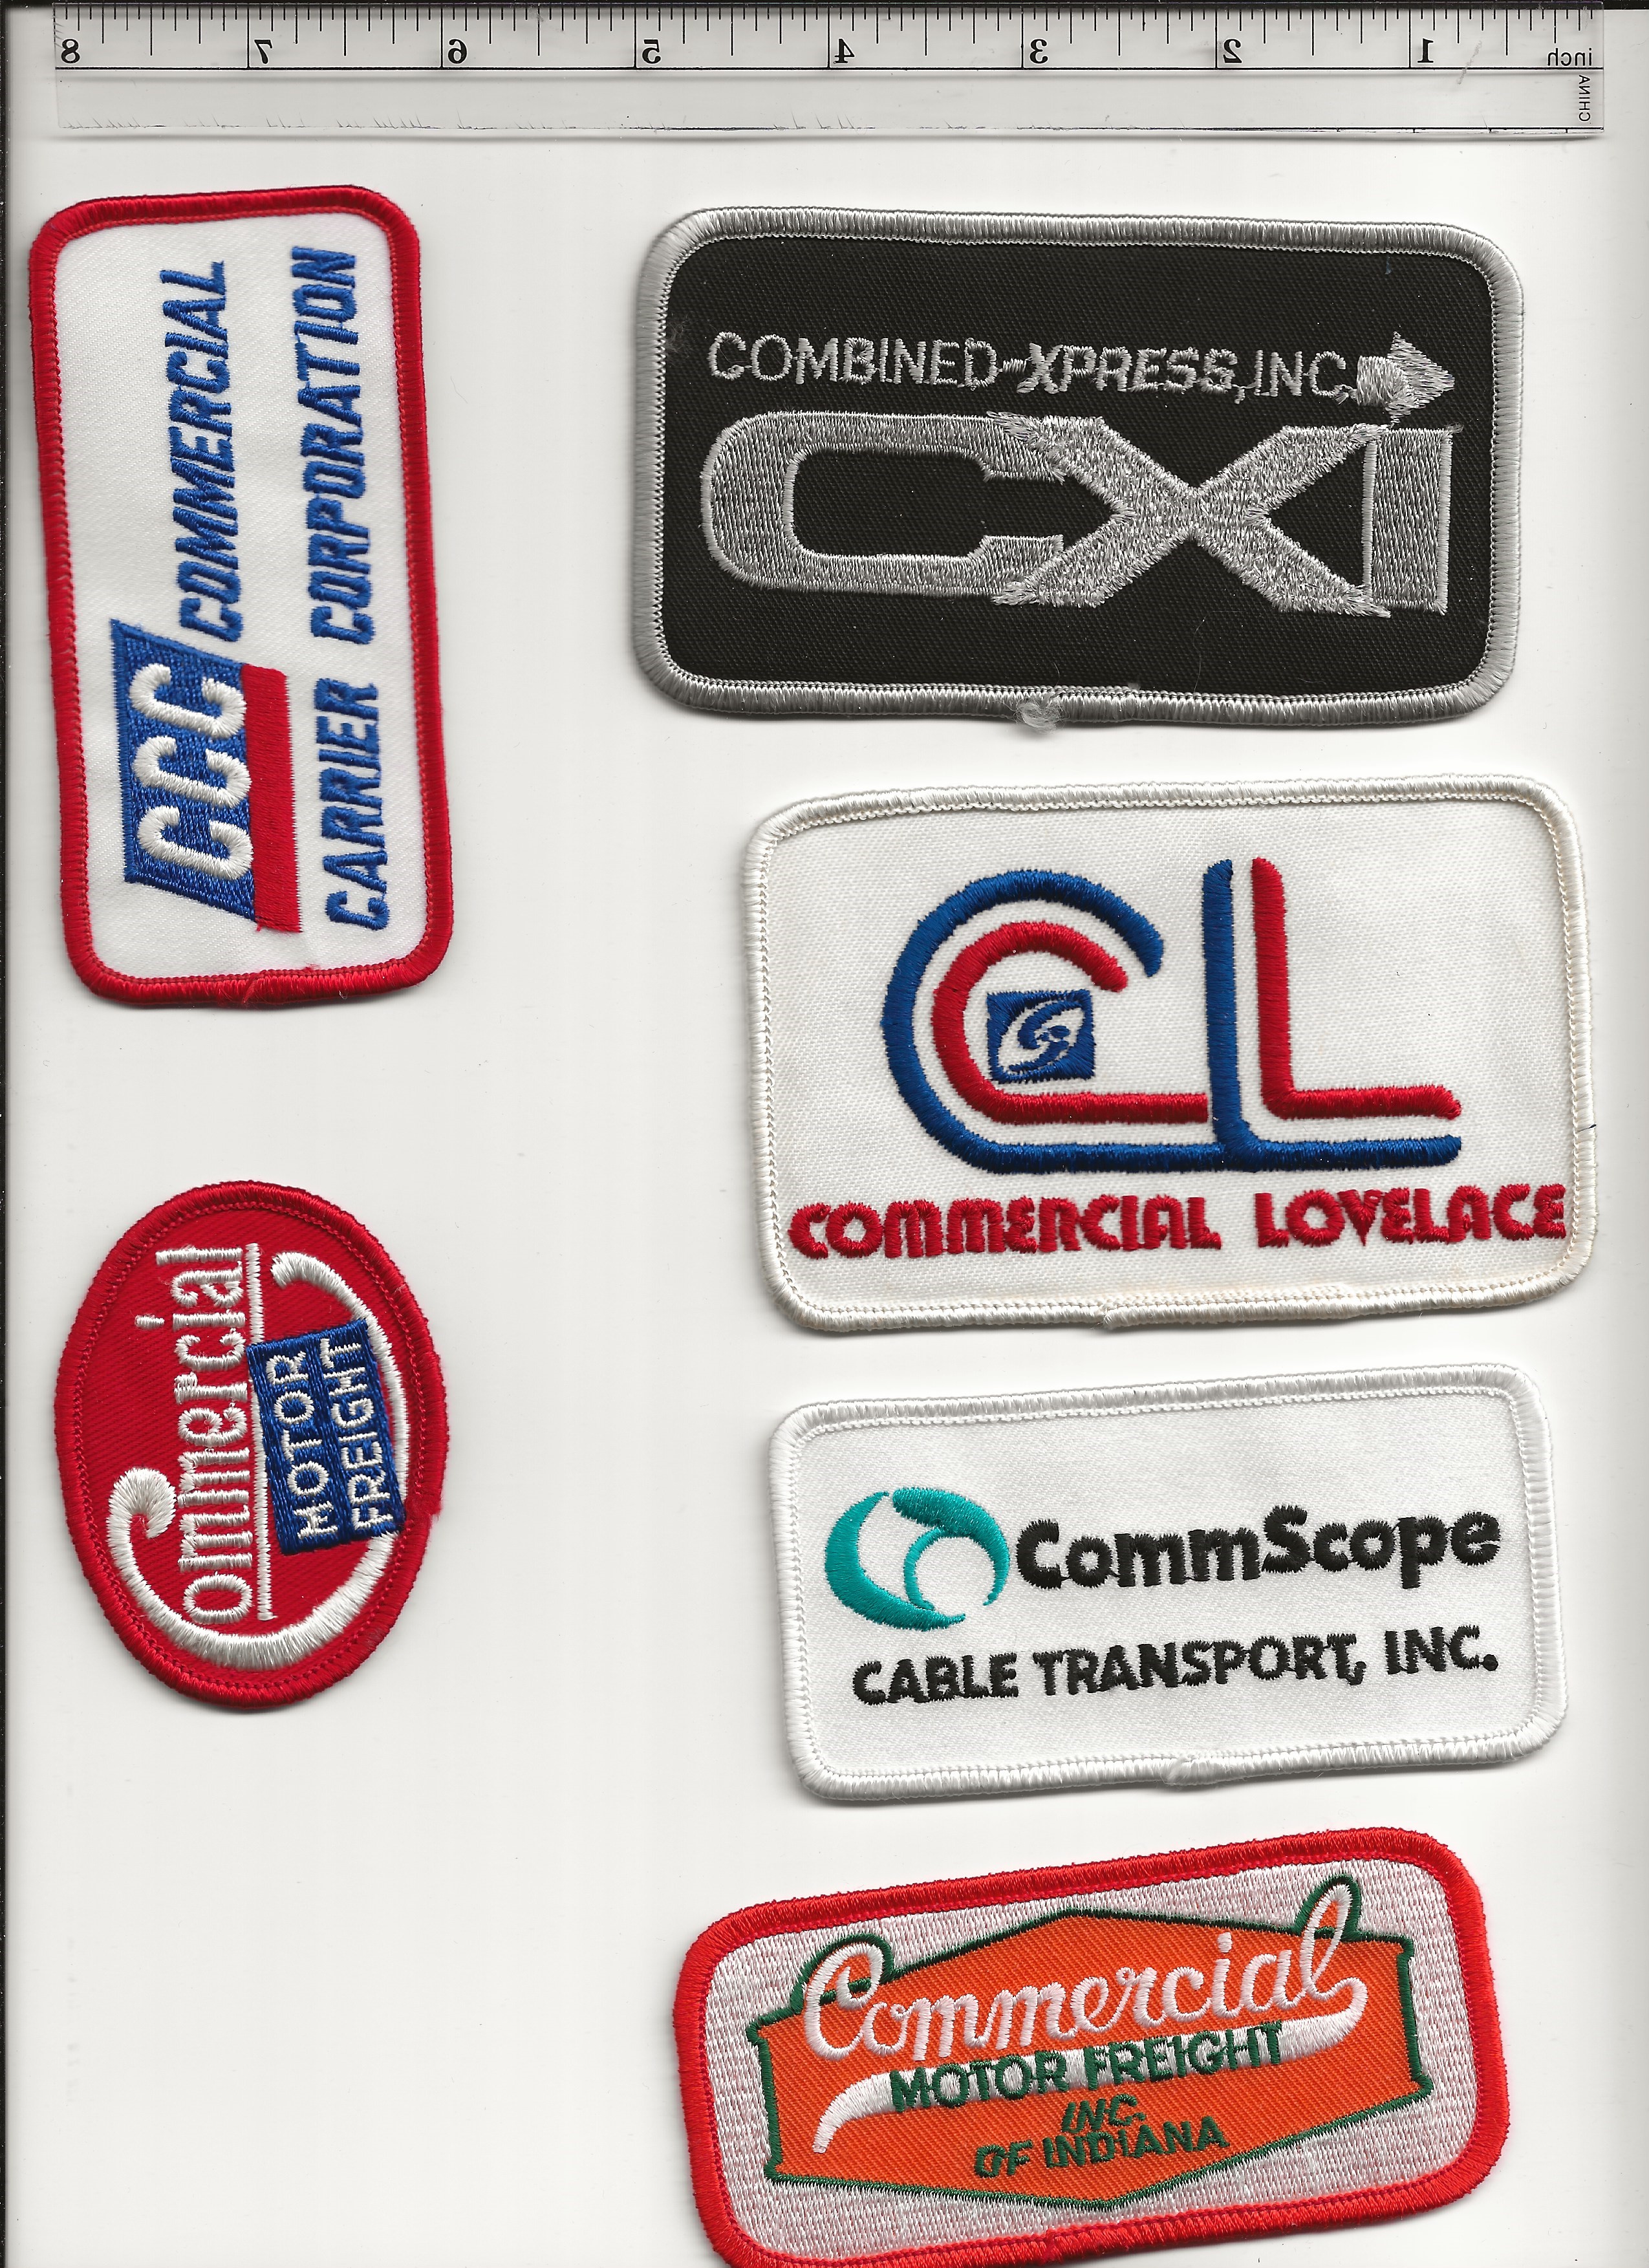 8 7 6 5 4 3 2 1 inch
CHINA
COMMERCIAL
CCC
CARRIER CORPORATION
COMBINED-XPRESS, INC.
CXI
CL
COMMERCIAL LOVELACE
Commercial
MOTOR
FREIGHT
CommScope
CABLE TRANSPORT, INC.
Commercial
MOTOR FREIGHT
INC.
OF INDIANA